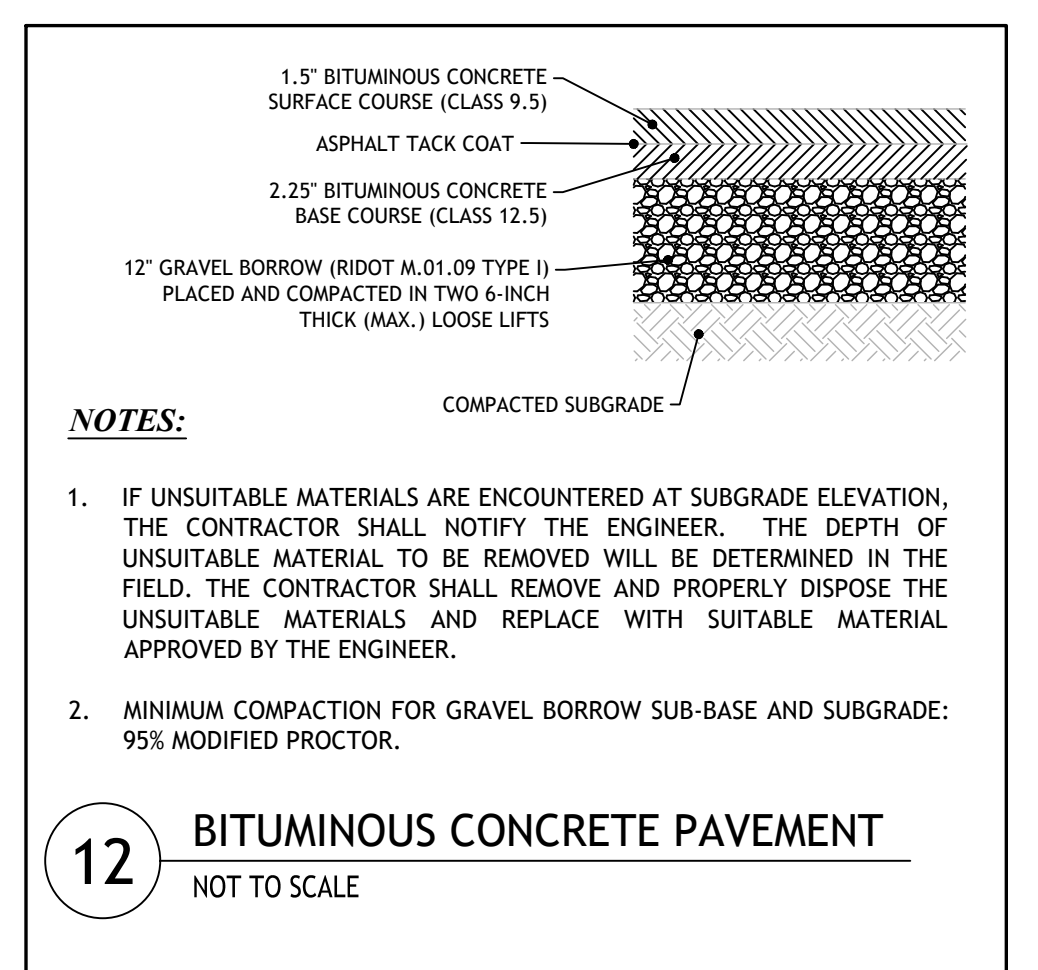 1.5" BITUMINOUS CONCRETE
SURFACE COURSE (CLASS 9.5)
ASPHALT TACK COAT
2.25" BITUMINOUS CONCRETE
BASE COURSE (CLASS 12.5)
12" GRAVEL BORROW (RIDOT M.01.09 TYPE I)
PLACED AND COMPACTED IN TWO 6-INCH
THICK (MAX.) LOOSE LIFTS
COMPACTED SUBGRADE
NOTES:
1. IF UNSUITABLE MATERIALS ARE ENCOUNTERED AT SUBGRADE ELEVATION,
THE CONTRACTOR SHALL NOTIFY THE ENGINEER. THE DEPTH OF
UNSUITABLE MATERIAL TO BE REMOVED WILL BE DETERMINED IN THE
FIELD. THE CONTRACTOR SHALL REMOVE AND PROPERLY DISPOSE THE
UNSUITABLE MATERIALS AND REPLACE WITH SUITABLE MATERIAL
APPROVED BY THE ENGINEER.
2. MINIMUM COMPACTION FOR GRAVEL BORROW SUB-BASE AND SUBGRADE:
95% MODIFIED PROCTOR.
12
BITUMINOUS CONCRETE PAVEMENT
NOT TO SCALE